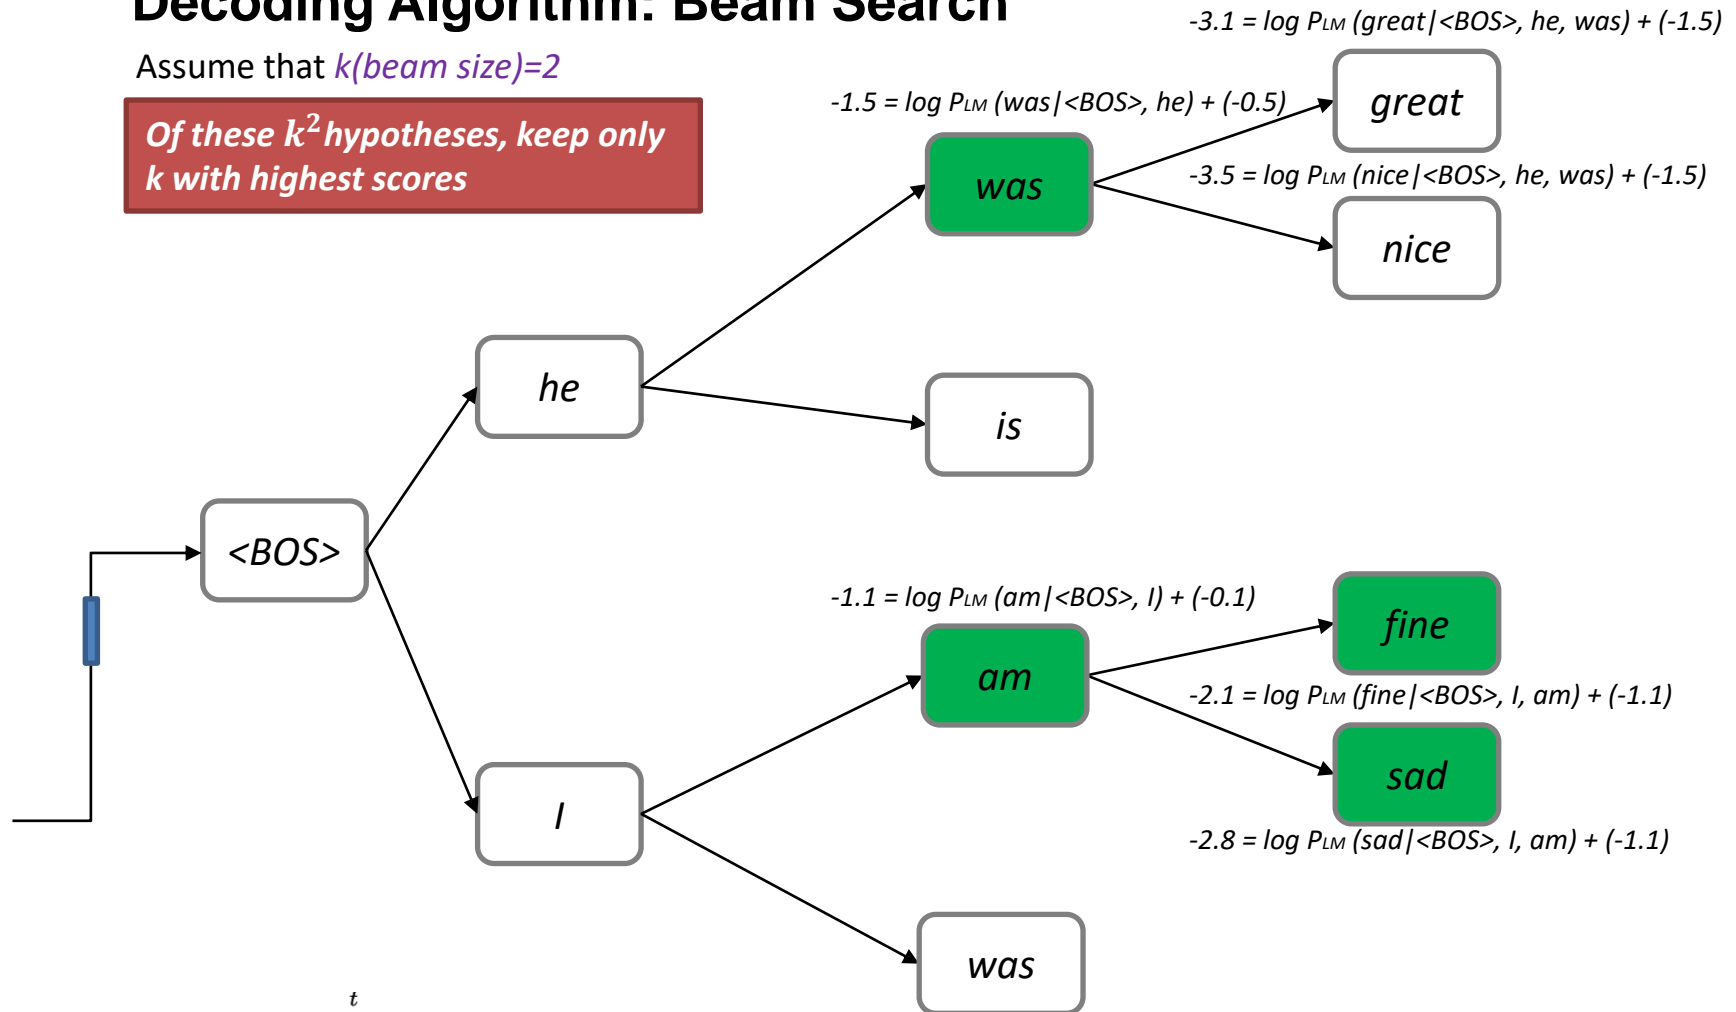 Decoding Algorithm: Beam Search
Assume that k(beam size)=2
Of these k² hypotheses, keep only
k with highest scores
-3.1 = log PLM (great|<BOS>, he, was) + (-1.5)
great
-1.5 = log PLM (was|<BOS>, he) + (-0.5)
was
-3.5 = log PLM (nice|<BOS>, he, was) + (-1.5)
nice
he
is
<BOS>
-1.1 = log PLM (am|<BOS>, I) + (-0.1)
fine
am
-2.1 = log PLM (fine|<BOS>, I, am) + (-1.1)
sad
I
-2.8 = log PLM (sad|<BOS>, I, am) + (-1.1)
was
t